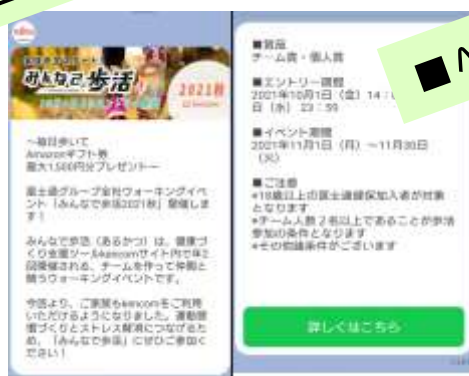 みんなで歩活
2021秋
～毎日歩いて
Amazonギフト券
最大1,500円分プレゼント～
富士通グループ全社ウォーキングイベ
ント「みんなで歩活2021秋」開催しま
す！
みんなで歩活（あるかつ）は、健康づ
くり支援ツールkencomサイト内で年2
回開催される、チームを作って仲間と
競うウォーキングイベントです。
今回より、ご家族もkencomをご利用
いただけるようになりました。運動習
慣づくりとストレス解消につなげるた
め、「みんなで歩活」にぜひご参加く
ださい！
■賞品
チーム賞・個人賞
■エントリー期間
2021年10月1日（金）14：
日（水）23：59
■イベント期間
2021年11月1日（月）～11月30日
（火）
■ご注意
*18歳以上の富士通健保加入者が対象
となります
*チーム人数2名以上であることが歩活
参加の条件となります
*その他諸条件がございます
詳しくはこちら
■